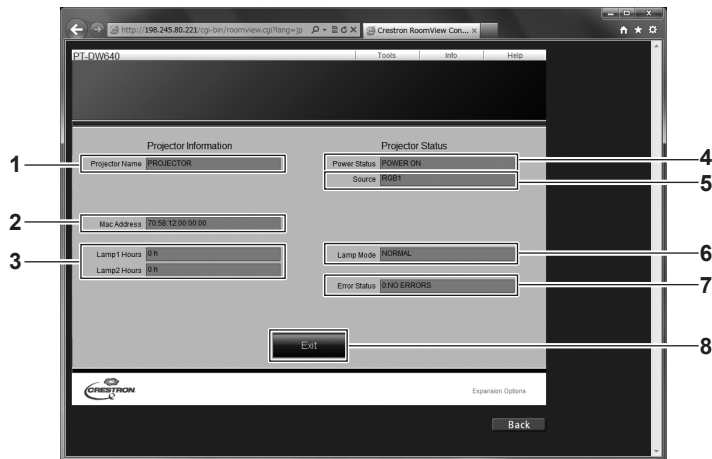 http://198.245.80.221/cgi-bin/roomview.cgi?lang=jp
Crestron RoomView Con... ×
PT-DW640
Tools Info Help
Projector Information
Projector Status
1
Projector Name PROJECTOR
Power Status POWER ON
4
Source RGB1
5
2
Mac Address 70:58:12:00:00:00
3
Lamp1 Hours 0 h
Lamp2 Hours 0 h
Lamp Mode NORMAL
6
Error Status 0:NO ERRORS
7
Exit
8
CRESTRON
Expansion Options
Back